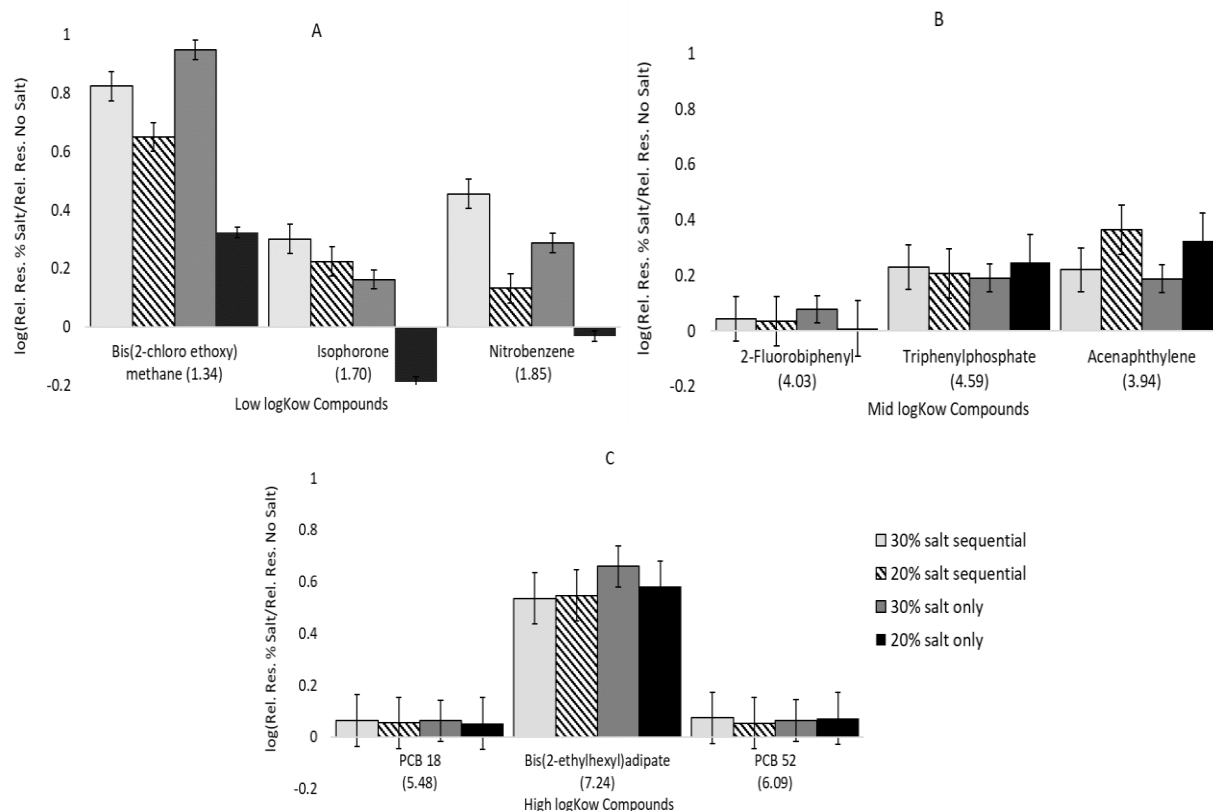 A
log(Rel. Res. % Salt/Rel. Res. No Salt)
1
0.8
0.6
0.4
0.2
0
-0.2
Bis(2-chloro ethoxy)
methane (1.34)
Isophorone
(1.70)
Nitrobenzene
(1.85)
Low logKow Compounds
B
log(Rel. Res. % Salt/Rel. Res. No Salt)
1
0.8
0.6
0.4
0.2
0
-0.2
2-Fluorobiphenyl
(4.03)
Triphenylphosphate
(4.59)
Acenaphthylene
(3.94)
Mid logKow Compounds
C
log(Rel. Res. % Salt/Rel. Res. No Salt)
1
0.8
0.6
0.4
0.2
0
-0.2
PCB 18
(5.48)
Bis(2-ethylhexyl)adipate
(7.24)
PCB 52
(6.09)
High logKow Compounds
30% salt sequential
20% salt sequential
30% salt only
20% salt only